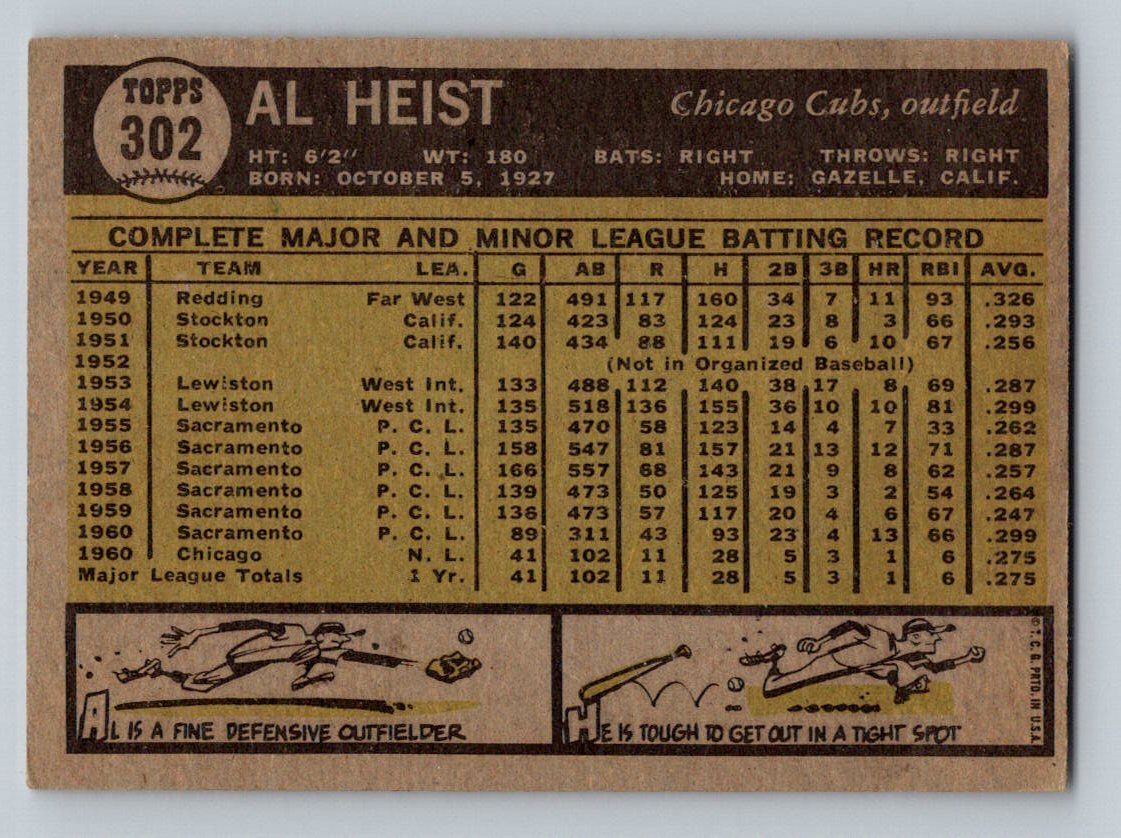 TOPPS
302
AL HEIST
Chicago Cubs, outfield
HT: 6'2" WT: 180 BATS: RIGHT THROWS: RIGHT
BORN: OCTOBER 5, 1927 HOME: GAZELLE, CALIF.
COMPLETE MAJOR AND MINOR LEAGUE BATTING RECORD
YEAR TEAM LEA. G AB R H 2B 3B HR RBI AVG.
1949 Redding Far West 122 491 117 160 34 7 11 93 .326
1950 Stockton Calif. 124 423 83 124 23 8 3 66 .293
1951 Stockton Calif. 140 434 88 111 19 6 10 67 .256
1952 (Not in Organized Baseball)
1953 Lewiston West Int. 133 488 112 140 38 17 8 69 .287
1954 Lewiston West Int. 135 518 136 155 36 10 10 81 .299
1955 Sacramento P. C. L. 135 470 58 123 14 4 7 33 .262
1956 Sacramento P. C. L. 158 547 81 157 21 13 12 71 .287
1957 Sacramento P. C. L. 166 557 68 143 21 9 8 62 .257
1958 Sacramento P. C. L. 139 473 50 125 19 3 2 54 .264
1959 Sacramento P. C. L. 136 473 57 117 20 4 6 67 .247
1960 Sacramento P. C. L. 89 311 43 93 23 4 13 66 .299
1960 Chicago N. L. 41 102 11 28 5 3 1 6 .275
Major League Totals 1 Yr. 41 102 11 28 5 3 1 6 .275
AL IS A FINE DEFENSIVE OUTFIELDER
HE IS TOUGH TO GET OUT IN A TIGHT SPOT
© T. C. G. PRTD. IN U.S.A.